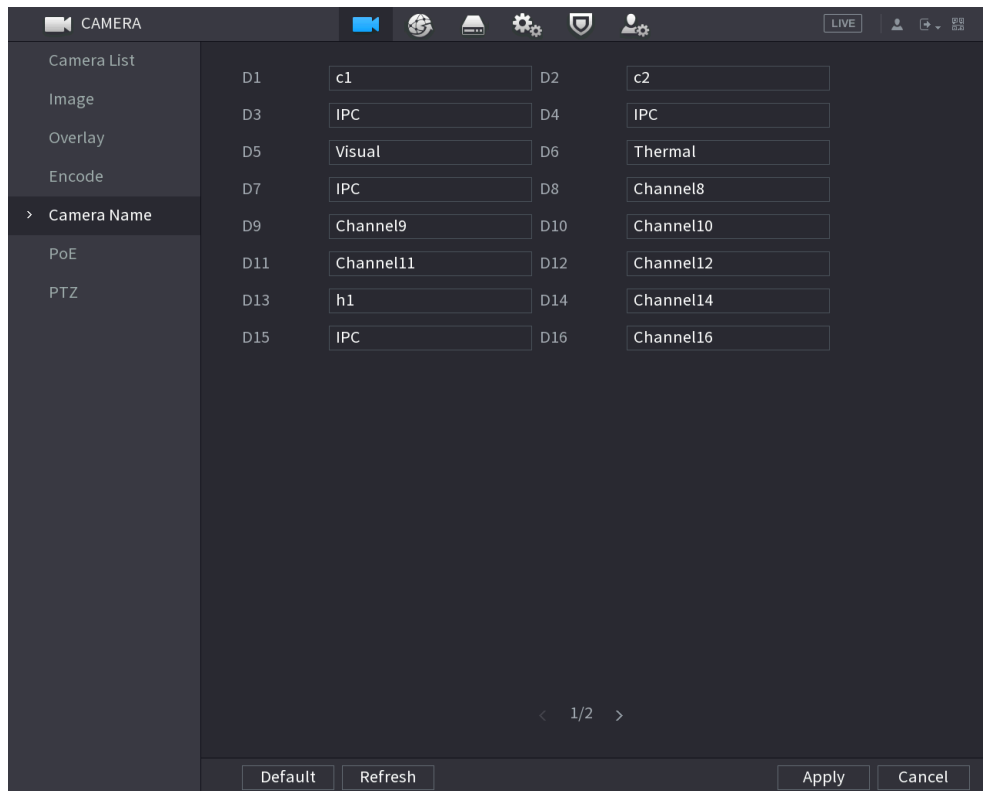 CAMERA LIVE
Camera List
Image
Overlay
Encode
Camera Name
PoE
PTZ
D1 c1 D2 c2
D3 IPC D4 IPC
D5 Visual D6 Thermal
D7 IPC D8 Channel8
D9 Channel9 D10 Channel10
D11 Channel11 D12 Channel12
D13 h1 D14 Channel14
D15 IPC D16 Channel16
1/2
Default Refresh Apply Cancel